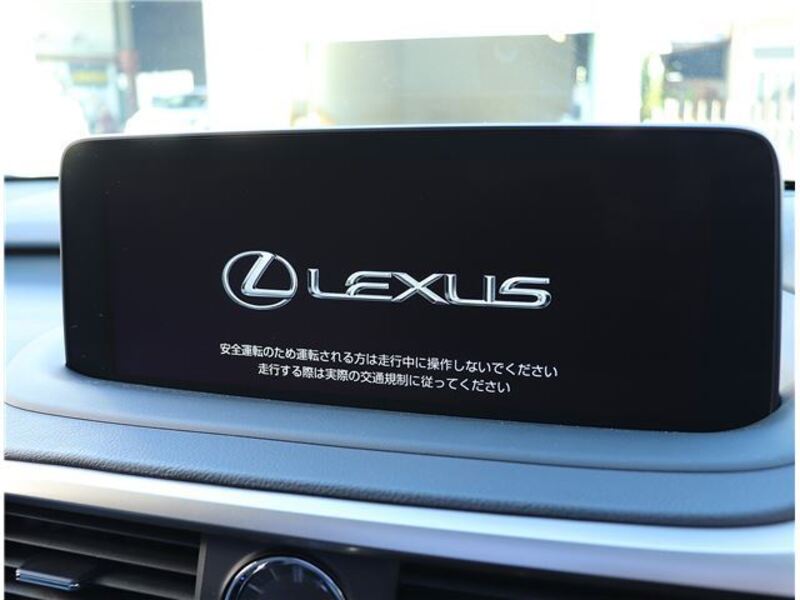 LEXUS
安全運転のため運転される方は走行中に操作しないでください
走行する際は実際の交通規制に従ってください